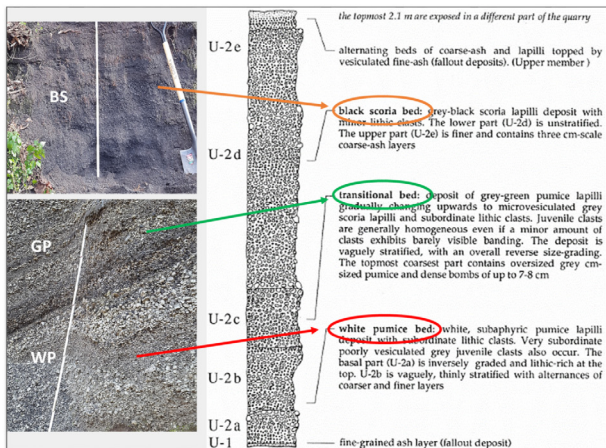 BS
GP
WP
U-2e
U-2d
U-2c
U-2b
U-2a
U-1
the topmost 2.1 m are exposed in a different part of the quarry
alternating beds of coarse-ash and lapilli topped by
vesiculated fine-ash (fallout deposits). (Upper member )
black scoria bed: grey-black scoria lapilli deposit with
minor lithic clasts. The lower part (U-2d) is unstratified.
The upper part (U-2e) is finer and contains three cm-scale
coarse-ash layers
transitional bed: deposit of grey-green pumice lapilli
gradually changing upwards to microvesiculated grey
scoria lapilli and subordinate lithic clasts. Juvenile clasts
are generally homogeneous even if a minor amount of
clasts exhibits barely visible banding. The deposit is
vaguely stratified, with an overall reverse size-grading.
The topmost coarsest part contains oversized grey cm-
sized pumice and dense bombs of up to 7-8 cm
white pumice bed: white, subaphyric pumice lapilli
deposit with subordinate lithic clasts. Very subordinate
poorly vesiculated grey juvenile clasts also occur. The
basal part (U-2a) is inversely graded and lithic-rich at the
top. U-2b is vaguely, thinly stratified with alternances of
coarser and finer layers
fine-grained ash layer (fallout deposit)